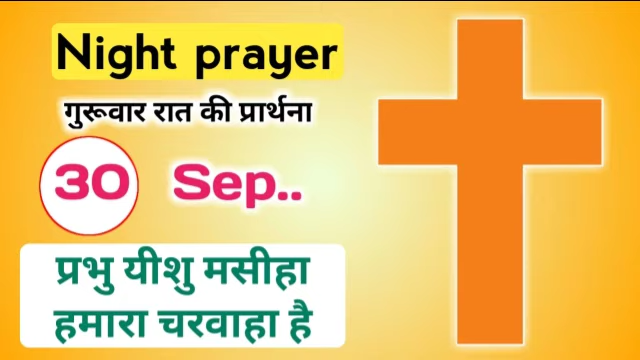 Night prayer
गुरूवार रात की प्रार्थना
30 Sep..
प्रभु यीशु मसीहा
हमारा चरवाहा है